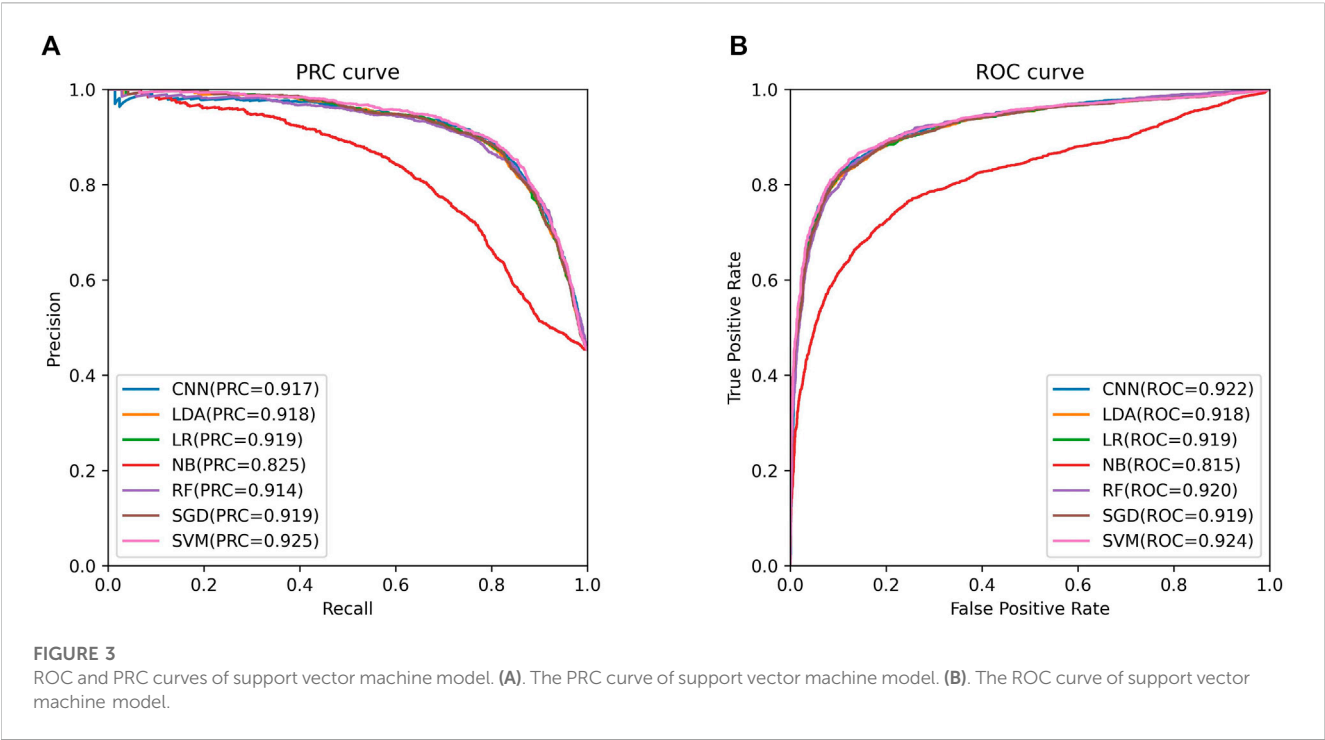 A
PRC curve
1.0
0.8
0.6
0.4
0.2
0.0
Precision
CNN(PRC=0.917)
LDA(PRC=0.918)
LR(PRC=0.919)
NB(PRC=0.825)
RF(PRC=0.914)
SGD(PRC=0.919)
SVM(PRC=0.925)
0.0 0.2 0.4 0.6 0.8 1.0
Recall
B
ROC curve
1.0
0.8
0.6
0.4
0.2
0.0
True Positive Rate
CNN(ROC=0.922)
LDA(ROC=0.918)
LR(ROC=0.919)
NB(ROC=0.815)
RF(ROC=0.920)
SGD(ROC=0.919)
SVM(ROC=0.924)
0.0 0.2 0.4 0.6 0.8 1.0
False Positive Rate
FIGURE 3
ROC and PRC curves of support vector machine model. (A). The PRC curve of support vector machine model. (B). The ROC curve of support vector
machine model.